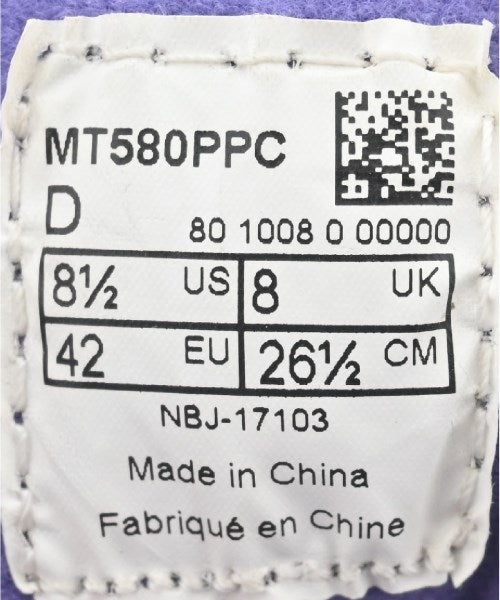 MT580PPC
D
80 1008 0 00000
8½ US 8 UK
42 EU 26½ CM
NBJ-17103
Made in China
Fabriqué en Chine